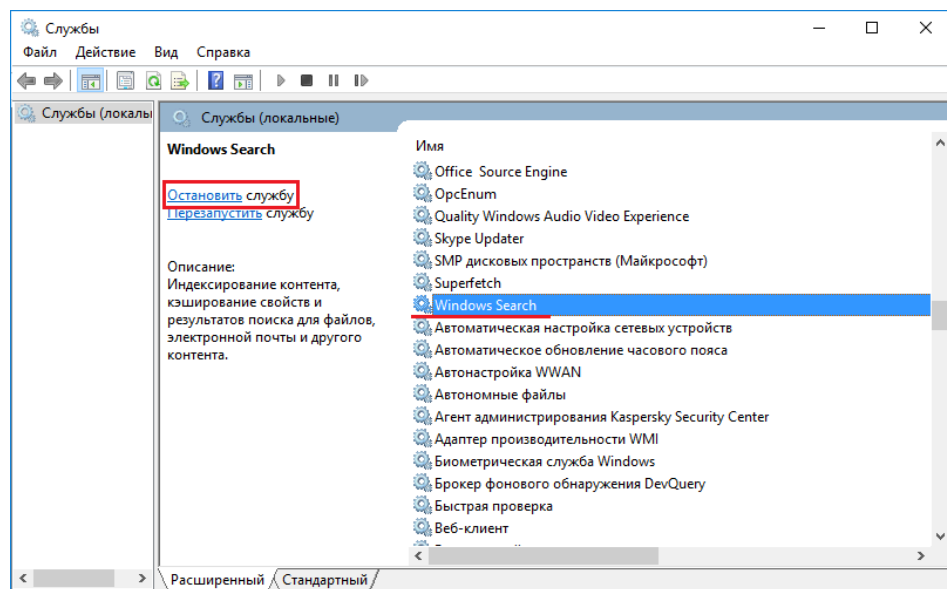 Службы
Файл Действие Вид Справка
Службы (локалы
Службы (локальные)
Windows Search
Остановить службу
Перезапустить службу
Описание:
Индексирование контента,
кэширование свойств и
результатов поиска для файлов,
электронной почты и другого
контента.
Имя
Office Source Engine
OpcEnum
Quality Windows Audio Video Experience
Skype Updater
SMP дисковых пространств (Майкрософт)
Superfetch
Windows Search
Автоматическая настройка сетевых устройств
Автоматическое обновление часового пояса
Автонастройка WWAN
Автономные файлы
Агент администрирования Kaspersky Security Center
Адаптер производительности WMI
Биометрическая служба Windows
Брокер фонового обнаружения DevQuery
Быстрая проверка
Веб-клиент
Расширенный Стандартный